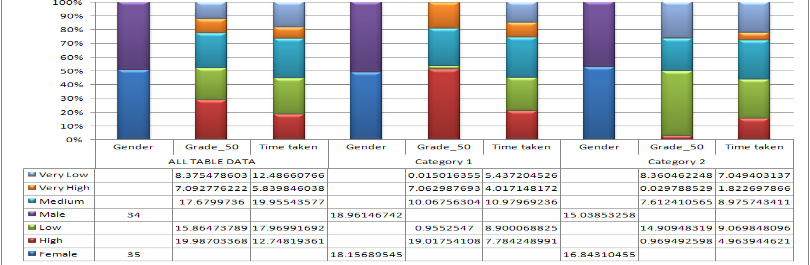 100%
90%
80%
70%
60%
50%
40%
30%
20%
10%
0%
Gender Grade_50 Time taken Gender Grade_50 Time taken Gender Grade_50 Time taken
ALL TABLE DATA Category 1 Category 2
Very Low 8.375478603 12.48660766 0.015016355 5.437204526 8.360462248 7.049403137
Very High 7.092776222 5.839846038 7.062987693 4.017148172 0.029788529 1.822697866
Medium 17.6799736 19.95543577 10.06756304 10.97969236 7.612410565 8.975743411
Male 34 18.96146742 15.03853258
Low 15.86473789 17.96991692 0.9552547 8.900068825 14.90948319 9.069848096
High 19.98703368 12.74819361 19.01754108 7.784248991 0.969492598 4.963944621
Female 35 18.15689545 16.84310455